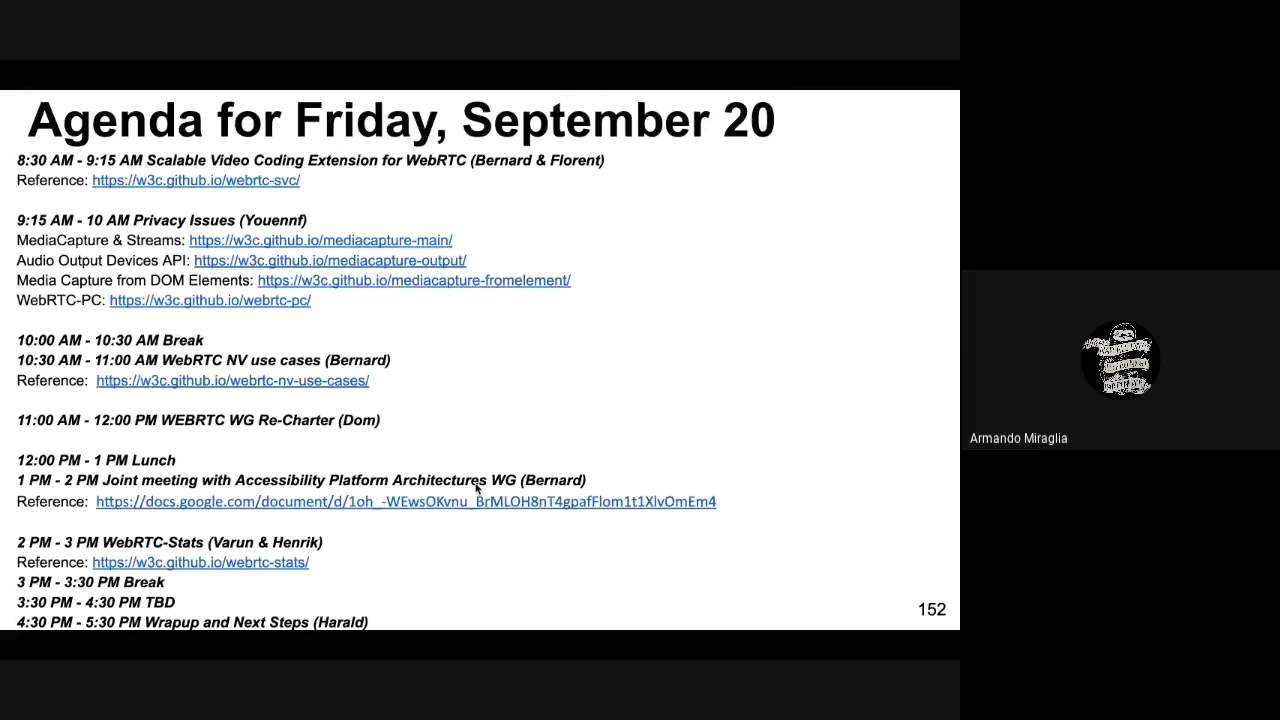 Agenda for Friday, September 20
8:30 AM - 9:15 AM Scalable Video Coding Extension for WebRTC (Bernard & Florent)
Reference: https://w3c.github.io/webrtc-svc/
9:15 AM - 10 AM Privacy Issues (Youennf)
MediaCapture & Streams: https://w3c.github.io/mediacapture-main/
Audio Output Devices API: https://w3c.github.io/mediacapture-output/
Media Capture from DOM Elements: https://w3c.github.io/mediacapture-fromelement/
WebRTC-PC: https://w3c.github.io/webrtc-pc/
10:00 AM - 10:30 AM Break
10:30 AM - 11:00 AM WebRTC NV use cases (Bernard)
Reference: https://w3c.github.io/webrtc-nv-use-cases/
11:00 AM - 12:00 PM WEBRTC WG Re-Charter (Dom)
12:00 PM - 1 PM Lunch
1 PM - 2 PM Joint meeting with Accessibility Platform Architectures WG (Bernard)
Reference: https://docs.google.com/document/d/1oh_-WEwsOKvnu_BrMLOH8nT4gpafFlom1t1XlvOmEm4
2 PM - 3 PM WebRTC-Stats (Varun & Henrik)
Reference: https://w3c.github.io/webrtc-stats/
3 PM - 3:30 PM Break
3:30 PM - 4:30 PM TBD
4:30 PM - 5:30 PM Wrapup and Next Steps (Harald)
152
Armando Miraglia